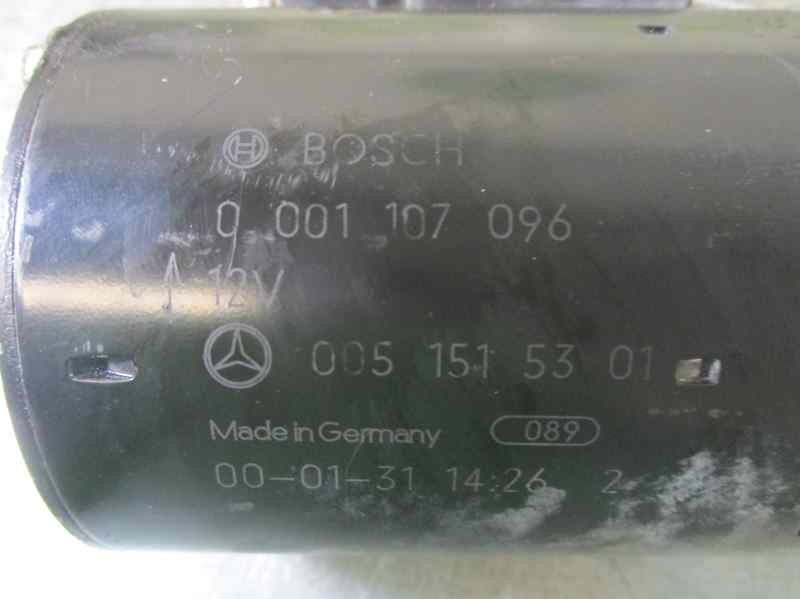 BOSCH
0 001 107 096
12V
005 151 53 01
Made in Germany 089
00-01-31 14:26 2